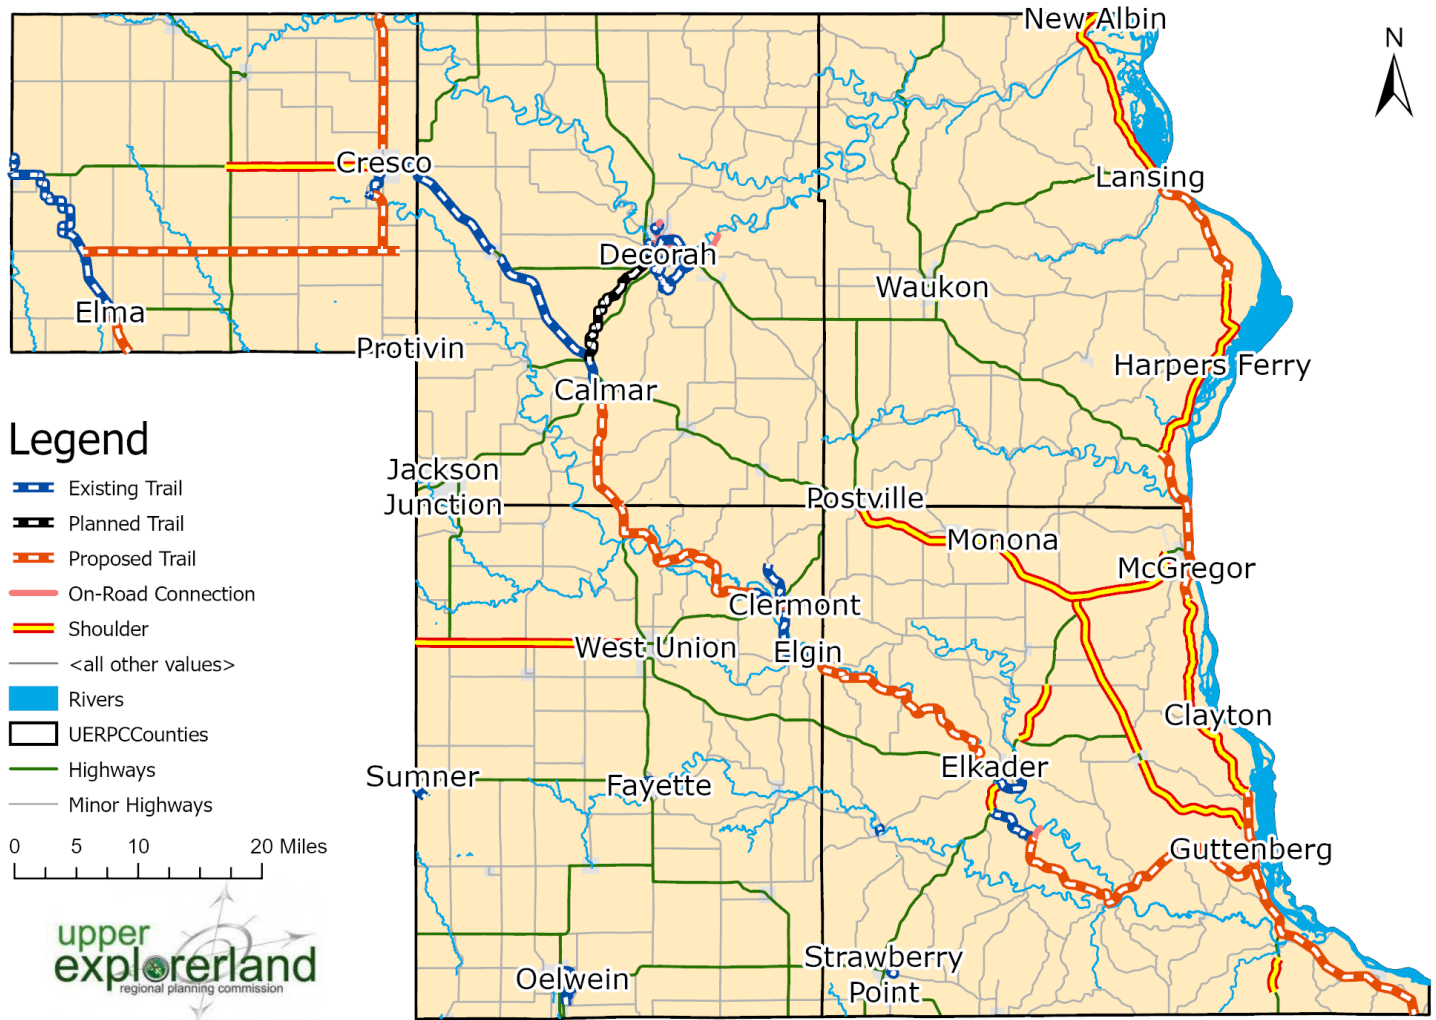 New Albin
N
Cresco
Lansing
Decorah
Waukon
Elma
Protivin
Harpers Ferry
Calmar
Legend
Existing Trail
Planned Trail
Proposed Trail
On-Road Connection
Shoulder
<all other values>
Rivers
UERPCCounties
Highways
Minor Highways
0 5 10 20 Miles
Jackson
Junction
Postville
Monona
McGregor
Clermont
West Union
Elgin
Clayton
Elkader
Sumner
Fayette
Guttenberg
Strawberry
Point
Oelwein
upper
explorerland
regional planning commission